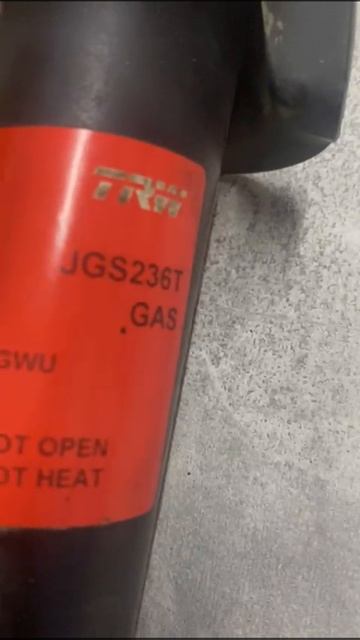 TRW
JGS236T
.GAS
GWU
OT OPEN
OT HEAT